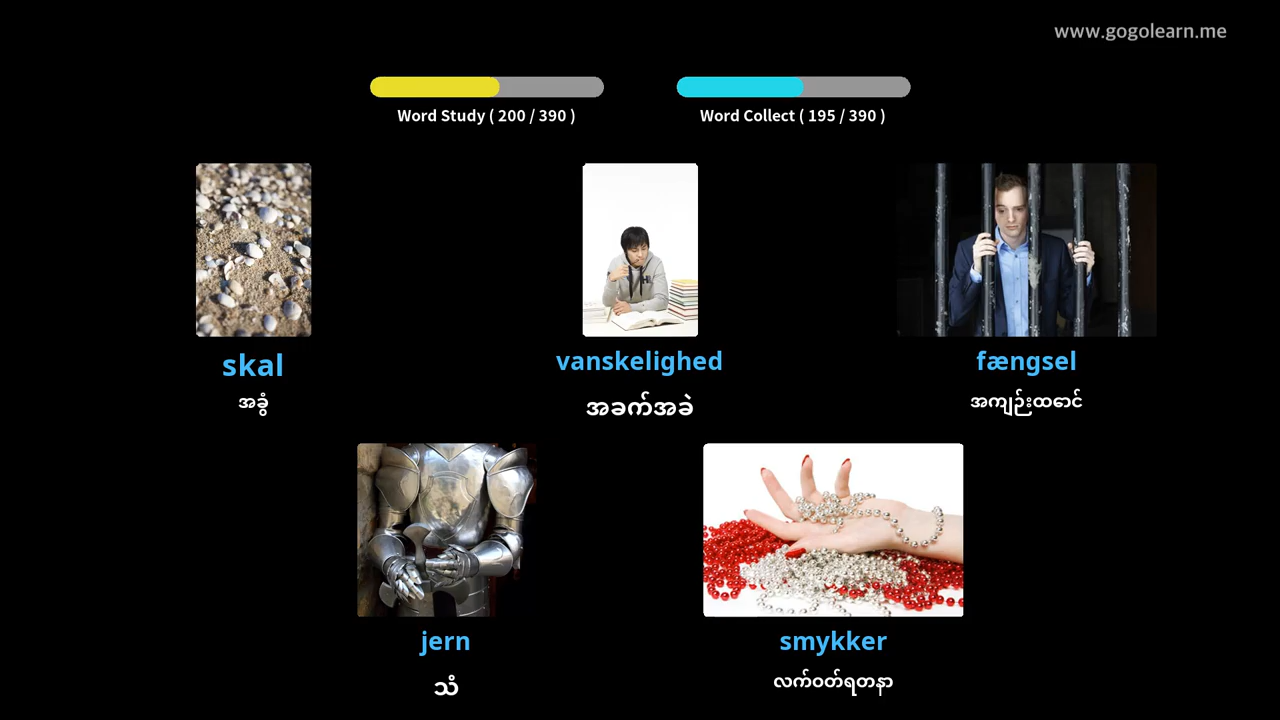 www.gogolearn.me
Word Study ( 200 / 390 )
Word Collect ( 195 / 390 )
skal
အခွံ
vanskelighed
အခက်အခဲ
fængsel
အကျဉ်းထောင်
jern
သံ
smykker
လက်ဝတ်ရတနာ